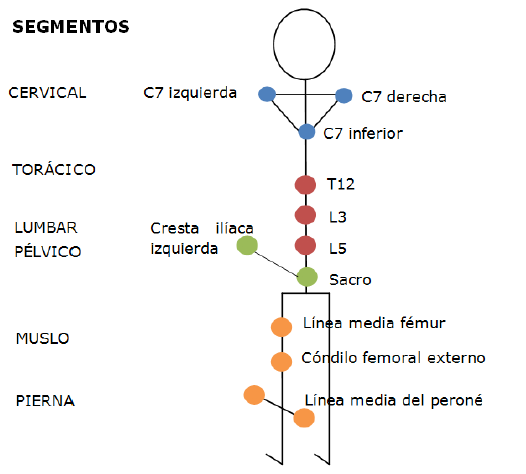 SEGMENTOS
CERVICAL
C7 izquierda
C7 derecha
C7 inferior
TORÁCICO
T12
L3
LUMBAR
PÉLVICO
Cresta ilíaca
izquierda
L5
Sacro
Línea media fémur
MUSLO
Cóndilo femoral externo
PIERNA
Línea media del peroné